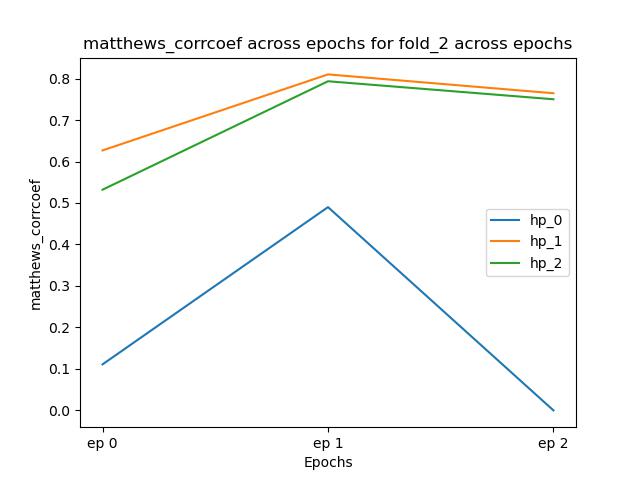 matthews_corrcoef across epochs for fold_2 across epochs
matthews_corrcoef
0.8
0.7
0.6
0.5
0.4
0.3
0.2
0.1
0.0
hp_0
hp_1
hp_2
ep 0
ep 1
ep 2
Epochs